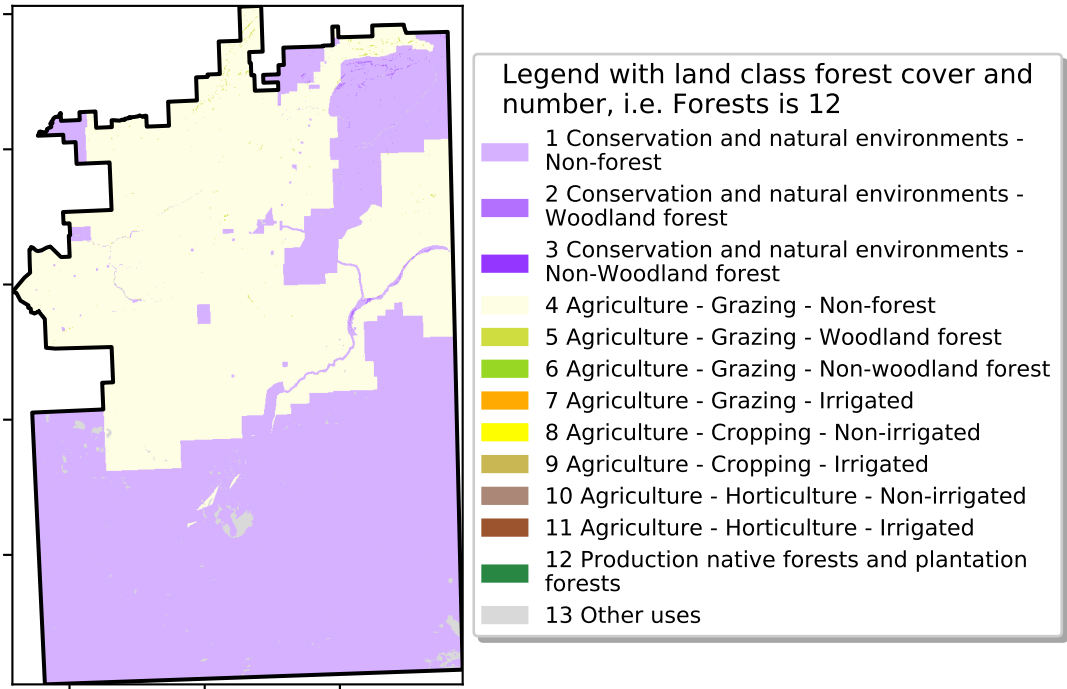 Legend with land class forest cover and
number, i.e. Forests is 12
1 Conservation and natural environments -
Non-forest
2 Conservation and natural environments -
Woodland forest
3 Conservation and natural environments -
Non-Woodland forest
4 Agriculture - Grazing - Non-forest
5 Agriculture - Grazing - Woodland forest
6 Agriculture - Grazing - Non-woodland forest
7 Agriculture - Grazing - Irrigated
8 Agriculture - Cropping - Non-irrigated
9 Agriculture - Cropping - Irrigated
10 Agriculture - Horticulture - Non-irrigated
11 Agriculture - Horticulture - Irrigated
12 Production native forests and plantation
forests
13 Other uses